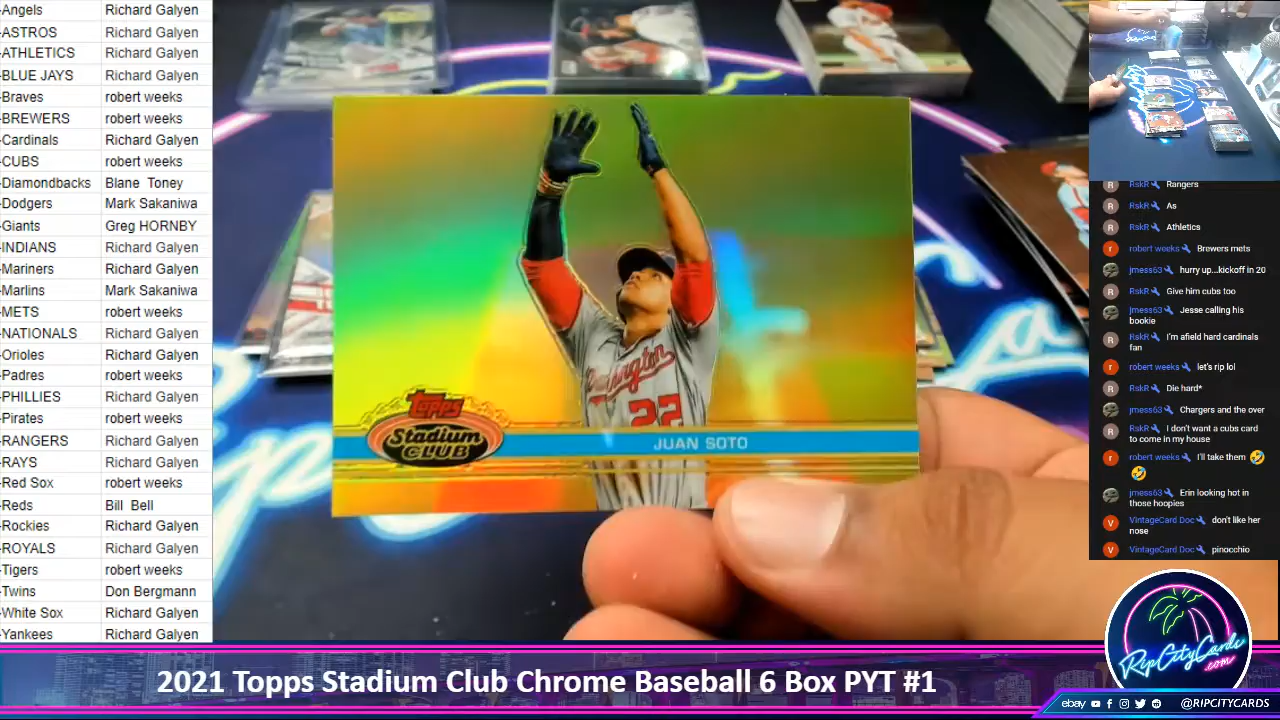 -Angels Richard Galyen
-ASTROS Richard Galyen
-ATHLETICS Richard Galyen
-BLUE JAYS Richard Galyen
-Braves robert weeks
-BREWERS robert weeks
-Cardinals Richard Galyen
-CUBS robert weeks
-Diamondbacks Blane Toney
-Dodgers Mark Sakaniwa
-Giants Greg HORNBY
-INDIANS Richard Galyen
-Mariners Richard Galyen
-Marlins Mark Sakaniwa
-METS robert weeks
-NATIONALS Richard Galyen
-Orioles Richard Galyen
-Padres robert weeks
-PHILLIES Richard Galyen
-Pirates robert weeks
-RANGERS Richard Galyen
-RAYS Richard Galyen
-Red Sox robert weeks
-Reds Bill Bell
-Rockies Richard Galyen
-ROYALS Richard Galyen
-Tigers robert weeks
-Twins Don Bergmann
-White Sox Richard Galyen
-Yankees Richard Galyen
Washington
22
Topps
Stadium
CLUB
JUAN SOTO
R RskR Rangers
R RskR As
R RskR Athletics
r robert weeks Brewers mets
jmess63 hurry up...kickoff in 20
R RskR Give him cubs too
jmess63 Jesse calling his
bookie
R RskR I'm afield hard cardinals
fan
r robert weeks let's rip lol
R RskR Die hard*
jmess63 Chargers and the over
R RskR I don't want a cubs card
to come in my house
r robert weeks I'll take them 🤣
🤣
jmess63 Erin looking hot in
those hoopies
V VintageCard Doc don't like her
nose
V VintageCard Doc pinocchio
RipCityCards
.com
2021 Topps Stadium Club Chrome Baseball 6 Box PYT #1
ebay @RIPCITYCARDS